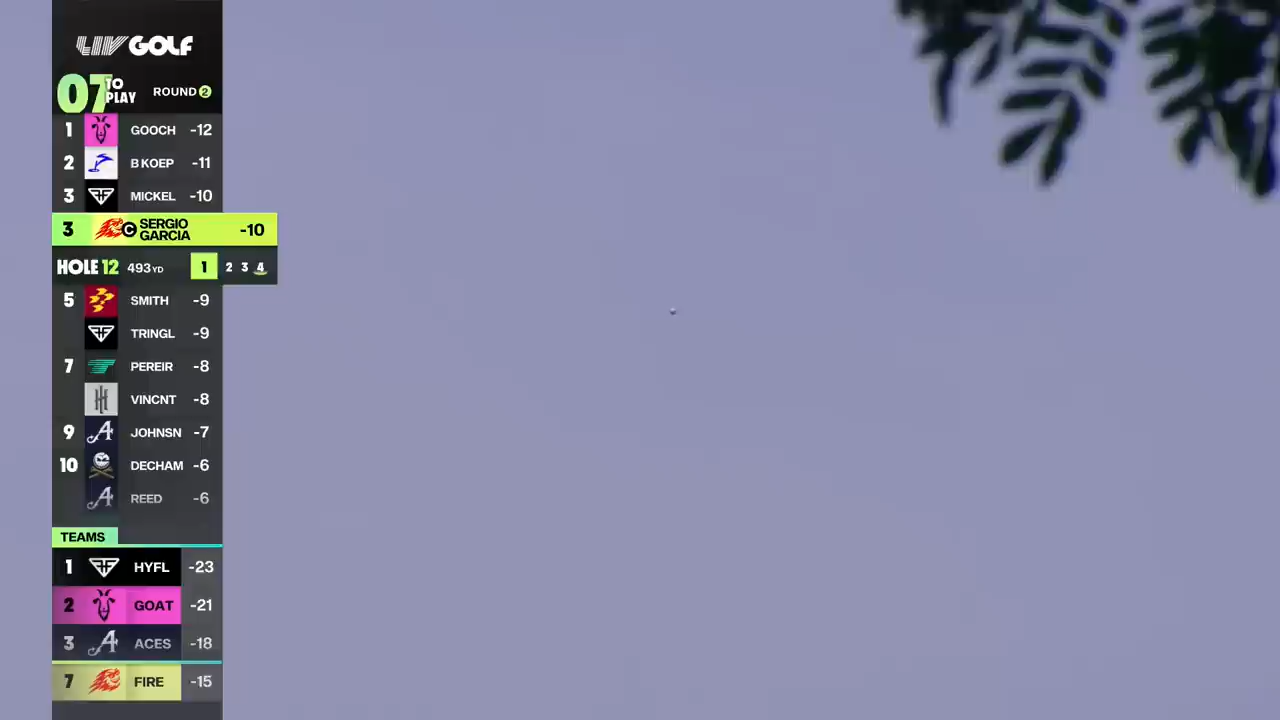 LIV GOLF
07 TO PLAY ROUND 2
1 GOOCH -12
2 B KOEP -11
3 MICKEL -10
3 C SERGIO GARCIA -10
HOLE 12 493YD 1 2 3 4
5 SMITH -9
TRINGL -9
7 PEREIR -8
VINCNT -8
9 JOHNSN -7
10 DECHAM -6
REED -6
TEAMS
1 HYFL -23
2 GOAT -21
3 ACES -18
7 FIRE -15